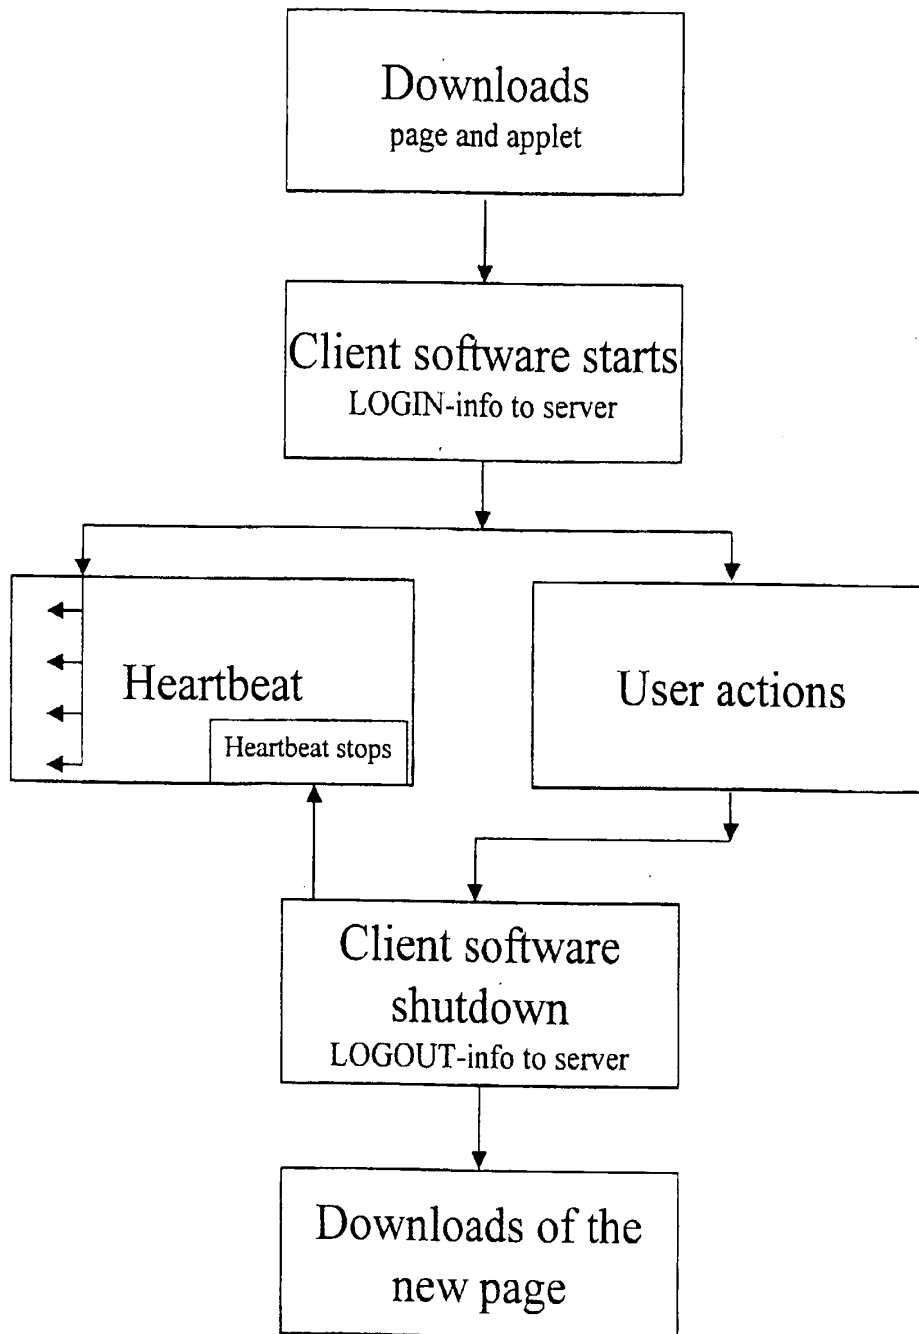 Downloads
page and applet
Client software starts
LOGIN-info to server
Heartbeat
Heartbeat stops
User actions
Client software
shutdown
LOGOUT-info to server
Downloads of the
new page